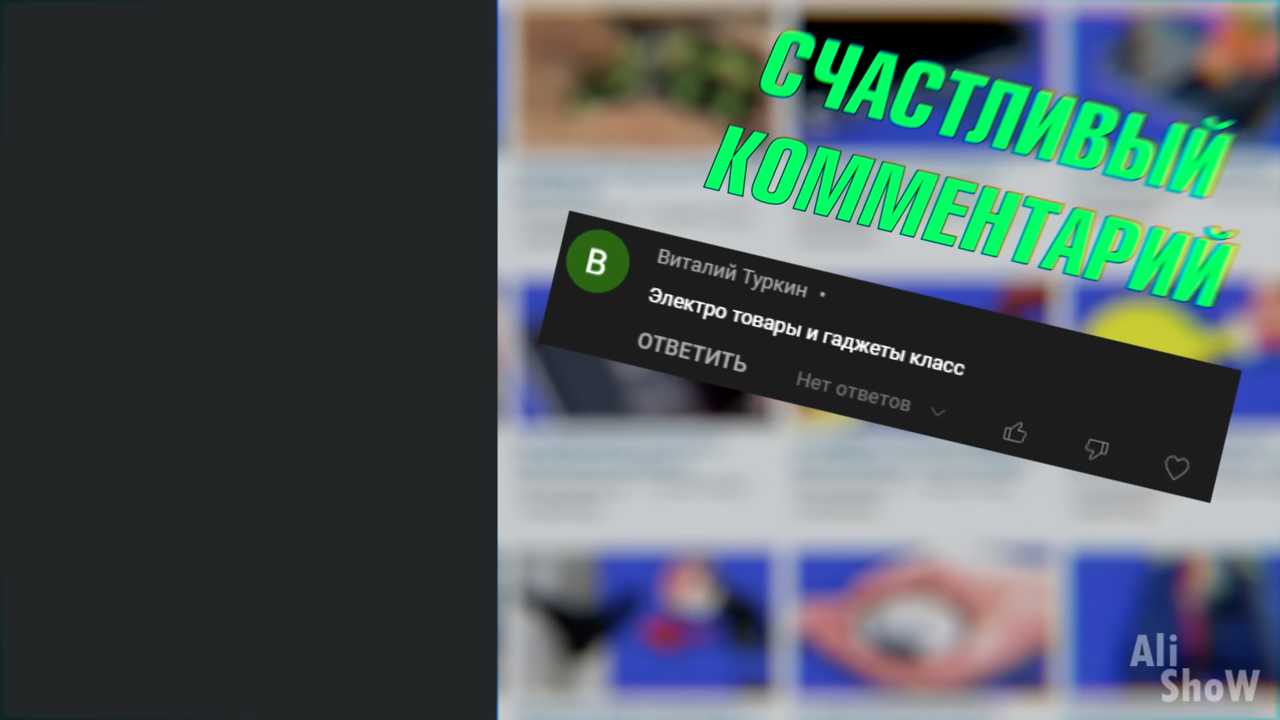 СЧАСТЛИВЫЙ
КОММЕНТАРИЙ
В
Виталий Туркин •
Электро товары и гаджеты класс
ОТВЕТИТЬ
Нет ответов
Ali
ShoW